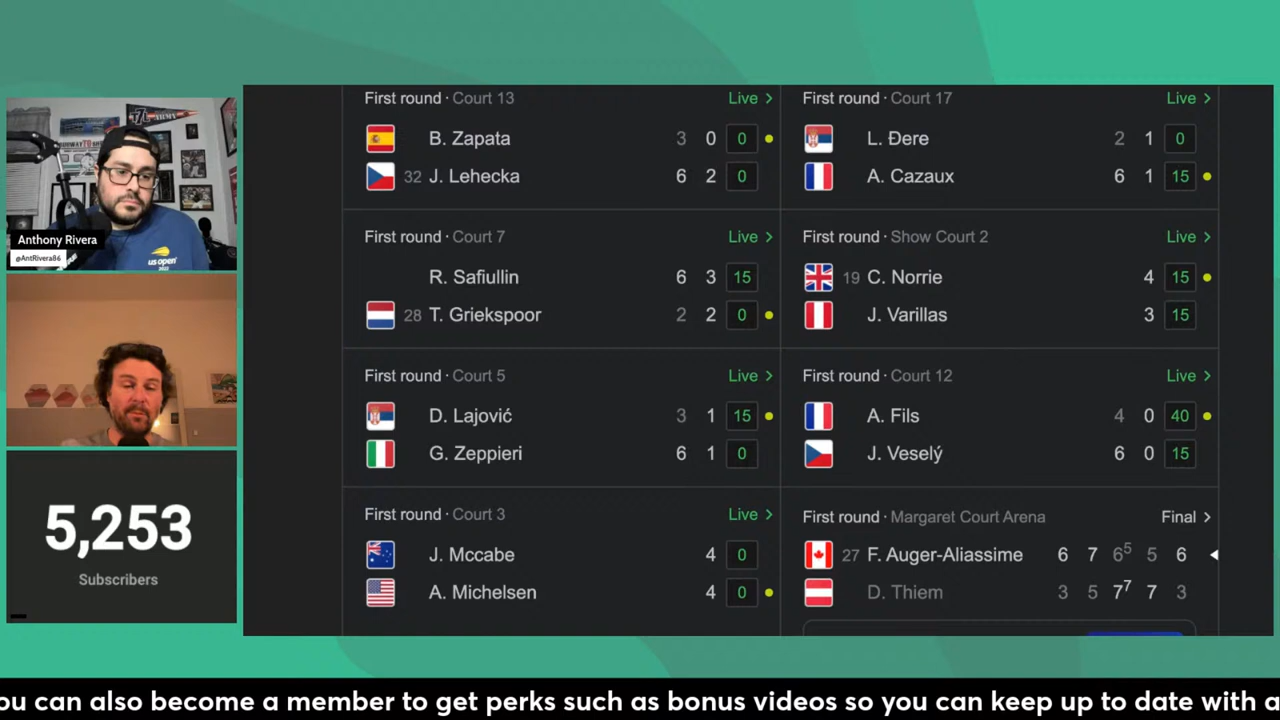 Anthony Rivera
@AntRivera86
us open
2022
ARMY
5,253
Subscribers
First round · Court 13 Live
B. Zapata 3 0 0
32 J. Lehecka 6 2 0
First round · Court 17 Live
L. Đere 2 1 0
A. Cazaux 6 1 15
First round · Court 7 Live
R. Safiullin 6 3 15
28 T. Griekspoor 2 2 0
First round · Show Court 2 Live
19 C. Norrie 4 15
J. Varillas 3 15
First round · Court 5 Live
D. Lajović 3 1 15
G. Zeppieri 6 1 0
First round · Court 12 Live
A. Fils 4 0 40
J. Veselý 6 0 15
First round · Court 3 Live
J. Mccabe 4 0
A. Michelsen 4 0
First round · Margaret Court Arena Final
27 F. Auger-Aliassime 6 7 6⁵ 5 6
D. Thiem 3 5 7⁷ 7 3
ou can also become a member to get perks such as bonus videos so you can keep up to date with a